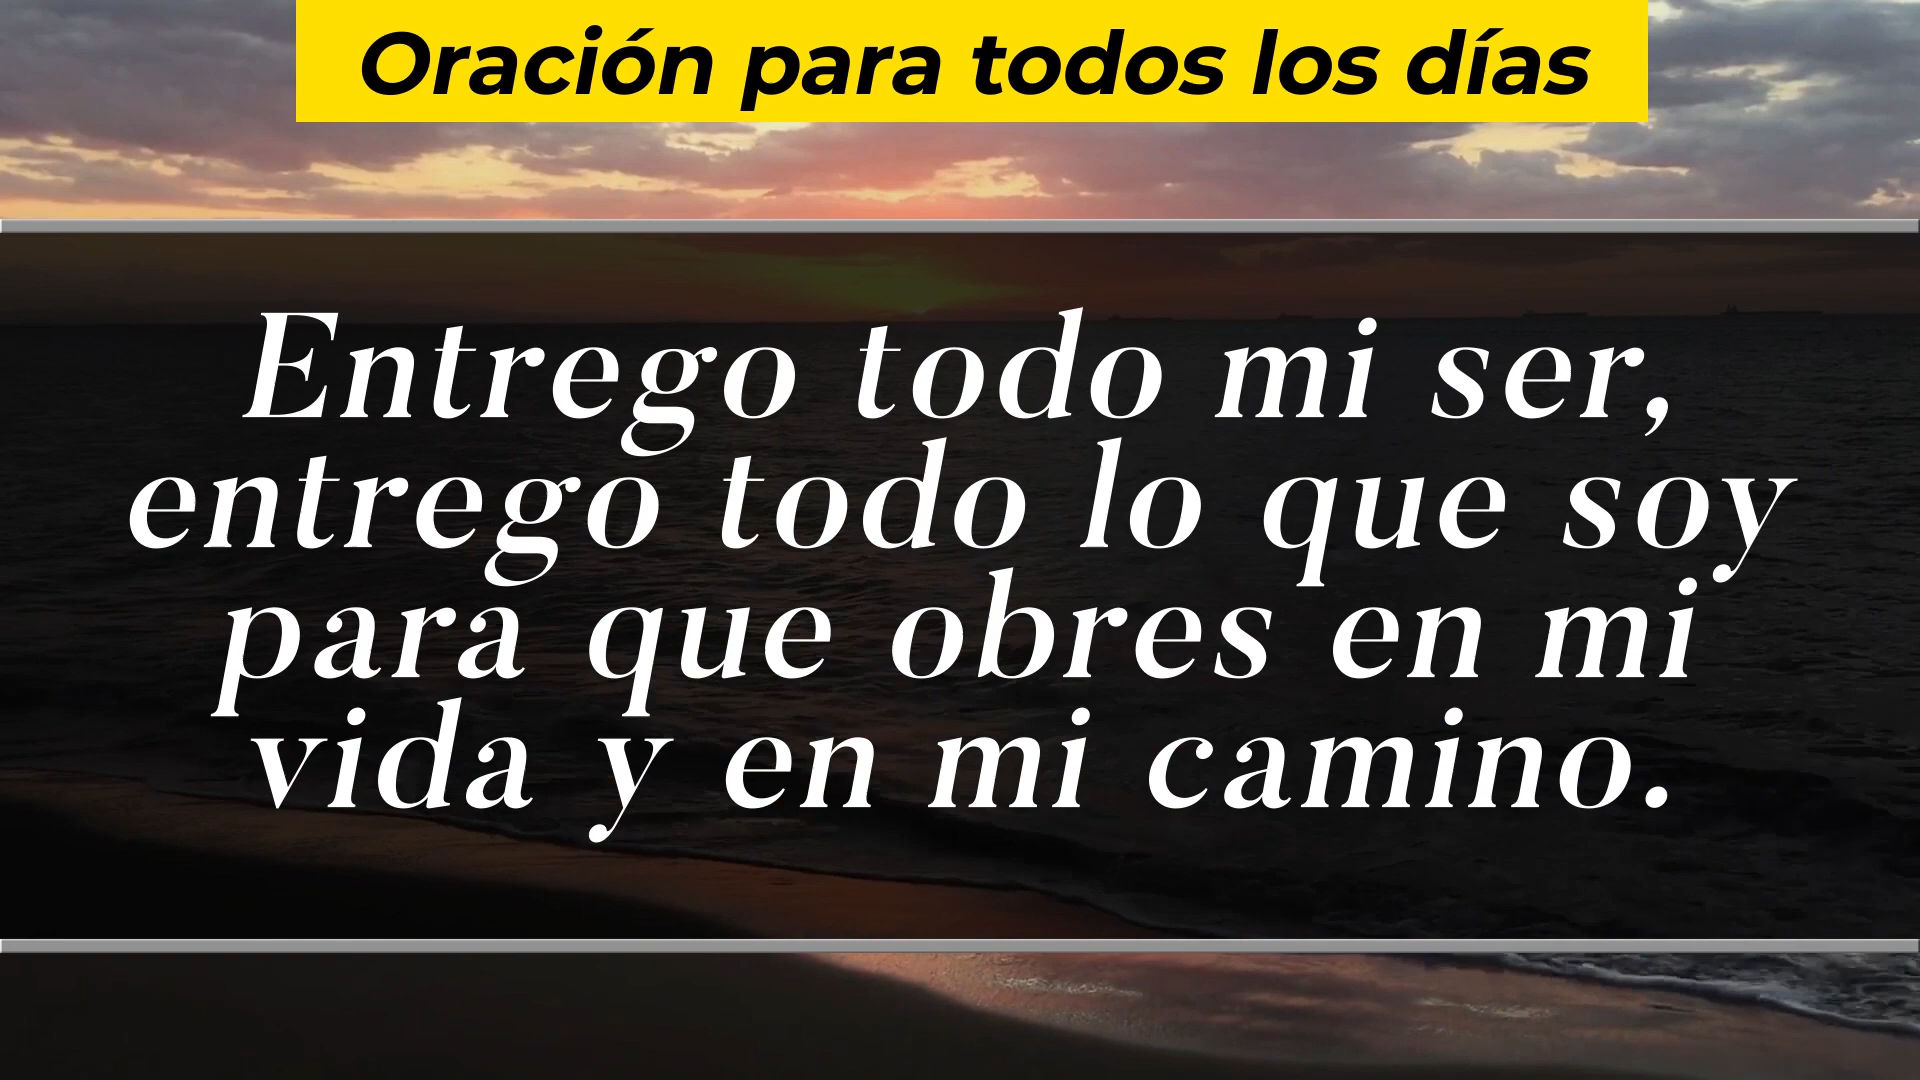 Oración para todos los días
Entrego todo mi ser,
entrego todo lo que soy
para que obres en mi
vida y en mi camino.